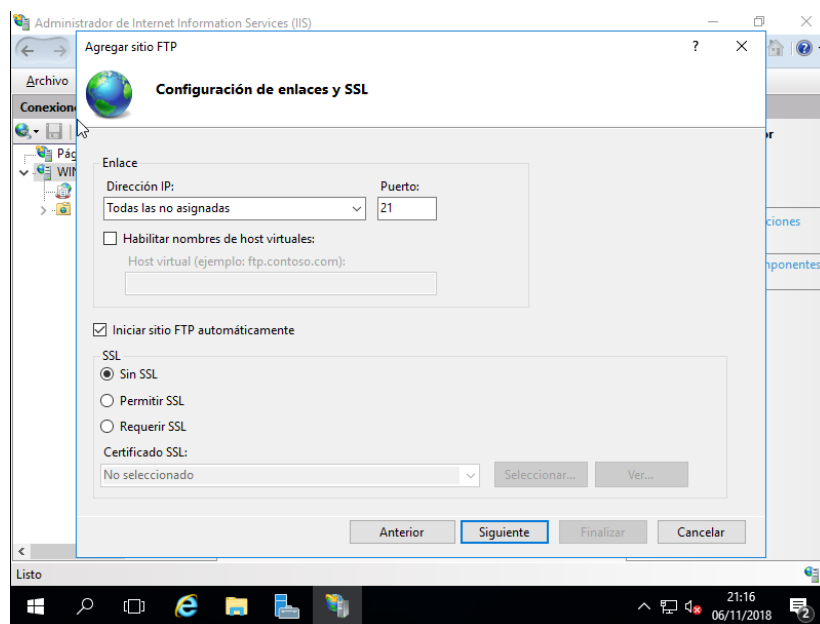 Administrador de Internet Information Services (IIS)
Agregar sitio FTP
?
Archivo
Configuración de enlaces y SSL
Conexion
Pág
WIN
Enlace
Dirección IP:
Puerto:
Todas las no asignadas
21
Habilitar nombres de host virtuales:
Host virtual (ejemplo: ftp.contoso.com):
ciones
mponentes
Iniciar sitio FTP automáticamente
SSL
Sin SSL
Permitir SSL
Requerir SSL
Certificado SSL:
No seleccionado
Seleccionar...
Ver...
Anterior
Siguiente
Finalizar
Cancelar
Listo
21:16
06/11/2018
2